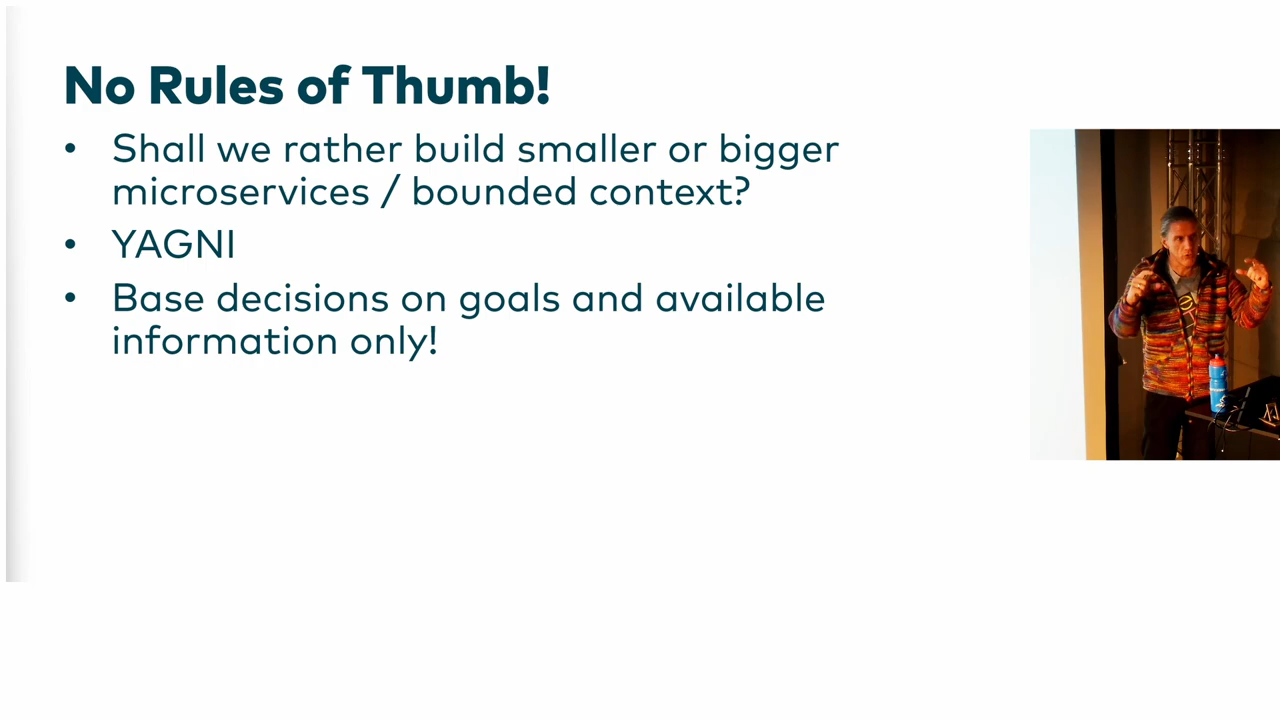 No Rules of Thumb!
• Shall we rather build smaller or bigger
microservices / bounded context?
• YAGNI
• Base decisions on goals and available
information only!